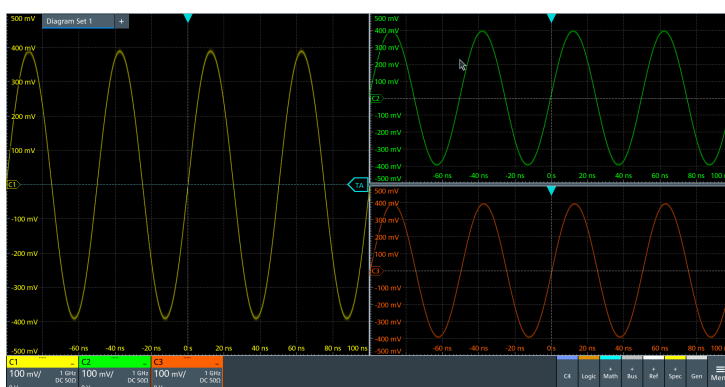 Diagram Set 1 +
500 mV
400 mV
300 mV
200 mV
100 mV
C1
-100 mV
-200 mV
-300 mV
-400 mV
-500 mV
-60 ns -40 ns -20 ns 0 s 20 ns 40 ns 60 ns 80 ns 100 ns
TA
500 mV
400 mV
300 mV
200 mV
100 mV
C2
-100 mV
-200 mV
-300 mV
-400 mV
-500 mV
-60 ns -40 ns -20 ns 0 s 20 ns 40 ns 60 ns 80 ns 100
500 mV
400 mV
300 mV
200 mV
100 mV
C3
-100 mV
-200 mV
-300 mV
-400 mV
-500 mV
-60 ns -40 ns -20 ns 0 s 20 ns 40 ns 60 ns 80 ns 100
C1 C2 C3
100 mV/ 1 GHz 100 mV/ 1 GHz 100 mV/ 1 GHz
DC 50Ω DC 50Ω DC 50Ω
C4 Logic + Math + Bus + Ref + Spec Gen